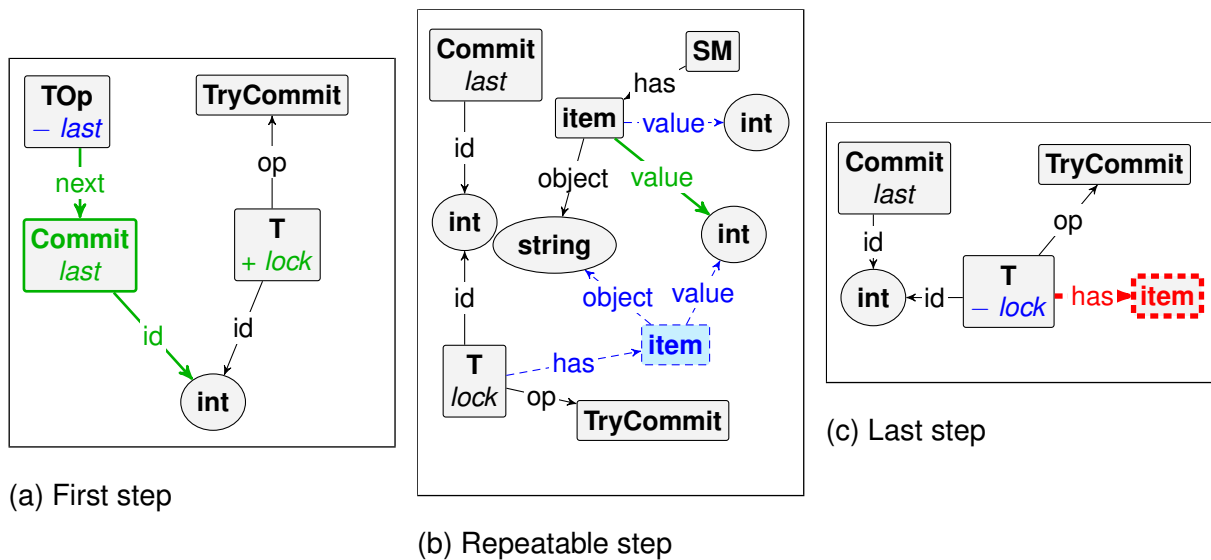 TOp
− last
TryCommit
next
op
Commit
last
T
+ lock
id
id
int
(a) First step
Commit
last
SM
has
item
value
int
id
object
value
int
string
int
id
object
value
item
T
lock
has
op
TryCommit
(b) Repeatable step
Commit
last
TryCommit
id
op
int
id
T
− lock
has
item
(c) Last step